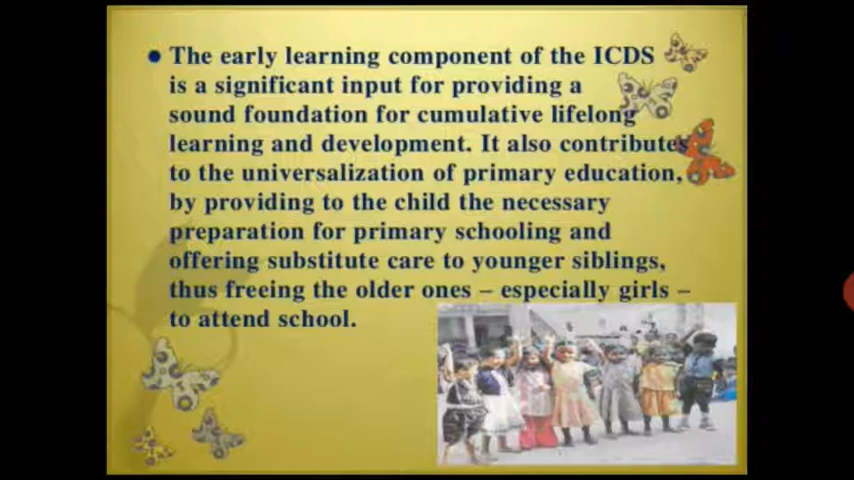 The early learning component of the ICDS
is a significant input for providing a
sound foundation for cumulative lifelong
learning and development. It also contributes
to the universalization of primary education,
by providing to the child the necessary
preparation for primary schooling and
offering substitute care to younger siblings,
thus freeing the older ones – especially girls –
to attend school.